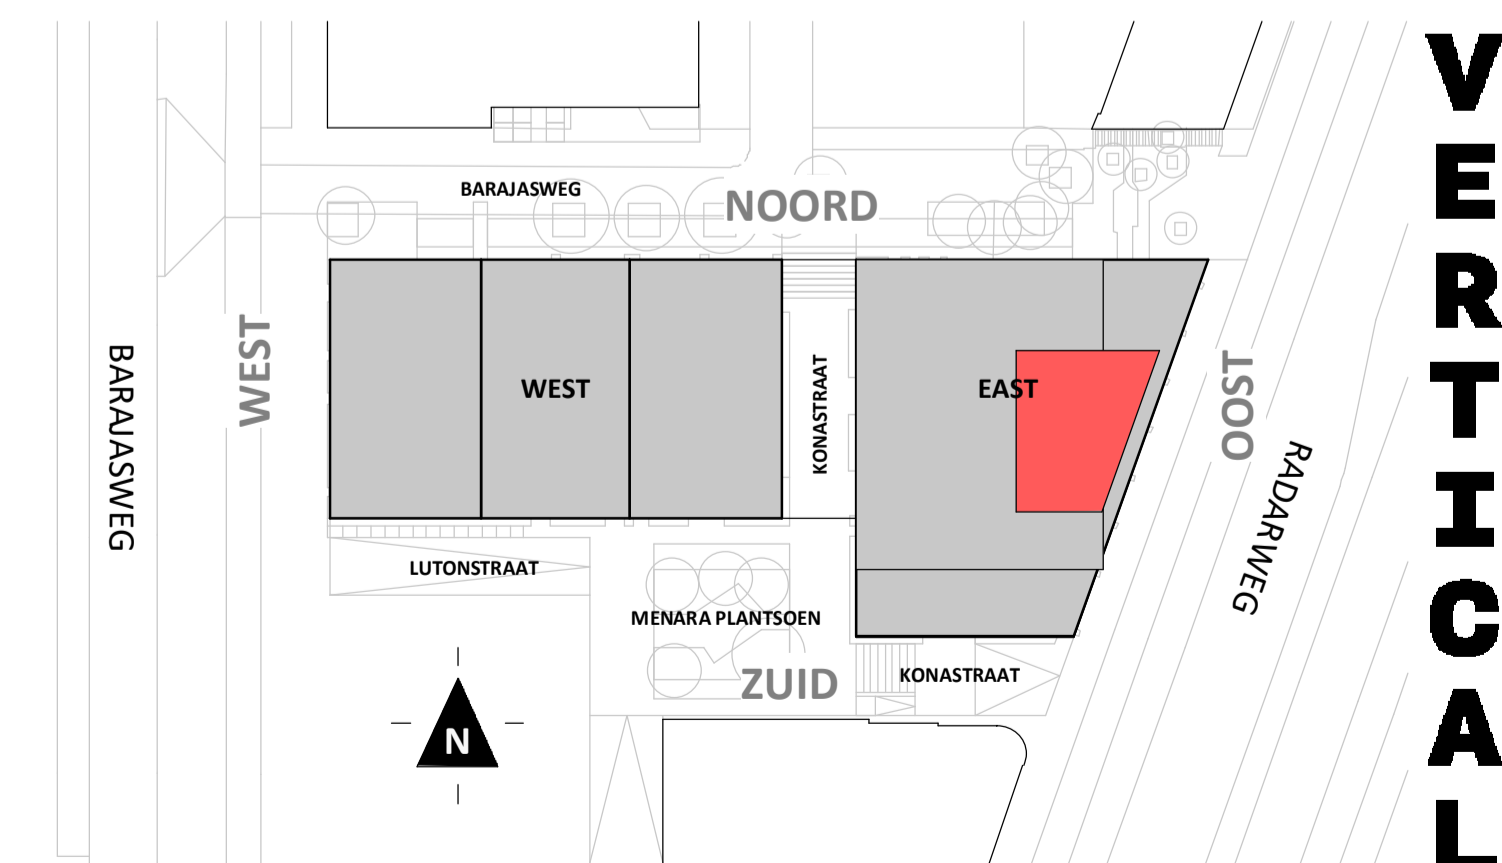 BARAJASWEG
NOORD
WEST
BARAJASWEG
WEST
KONASTRAAT
EAST
OOST
RADARWEG
LUTONSTRAAT
MENARA PLANTSOEN
ZUID
KONASTRAAT
N
VERTICAL